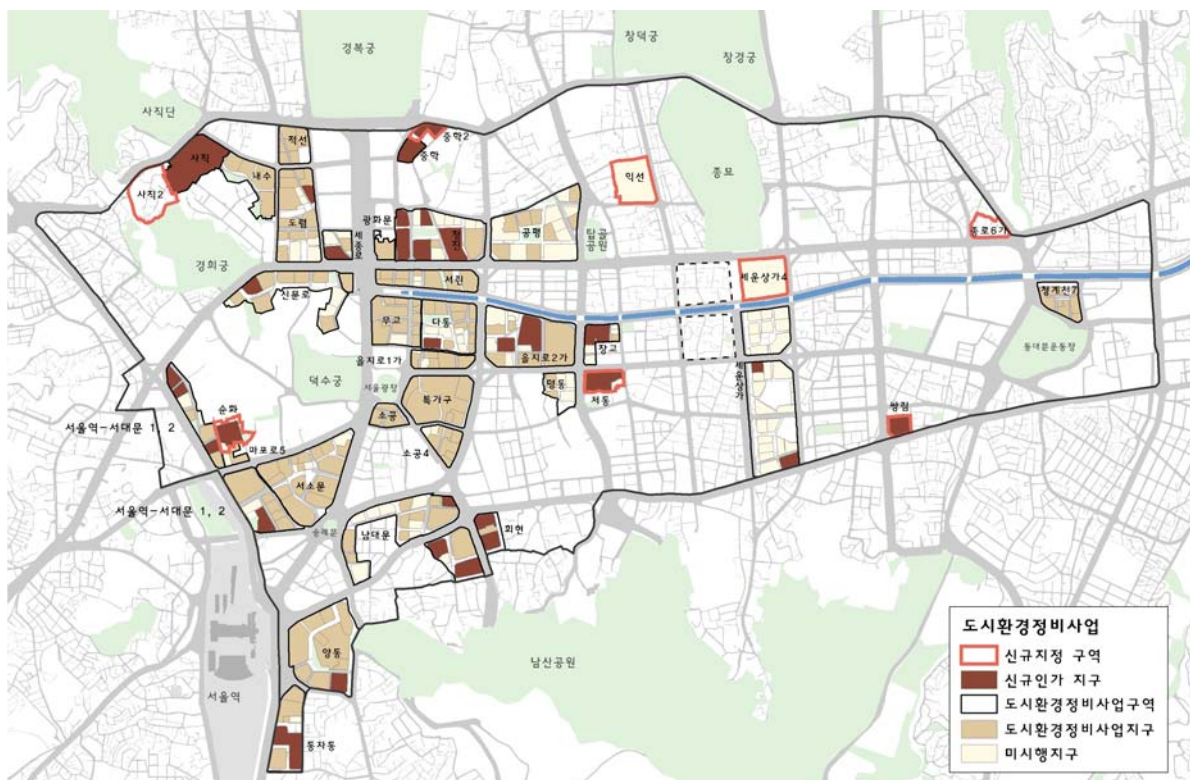 창덕궁
경복궁
창경궁
사직단
적선
중학2
중학
사직
내수
사직2
익선
종묘
도렴
광화문
세종로
청진
공평
탑골
공원
종로6가
경희궁
서린
세운상가4
신문로
청계천7
무교
다동
을지로2가
장교
을지로1가
동대문운동장
덕수궁
서울광장
명동
저동
세운상가
특가구
소공
쌍림
순화
서울역-서대문 1, 2
마포로5
소공4
서소문
서울역-서대문 1, 2
숭례문
남대문
회현
양동
남산공원
서울역
동자동
도시환경정비사업
신규지정 구역
신규인가 지구
도시환경정비사업구역
도시환경정비사업지구
미시행지구